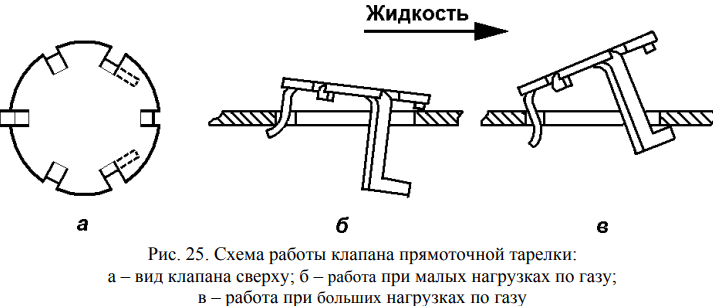 Жидкость
а б в
Рис. 25. Схема работы клапана прямоточной тарелки:
а – вид клапана сверху; б – работа при малых нагрузках по газу;
в – работа при больших нагрузках по газу